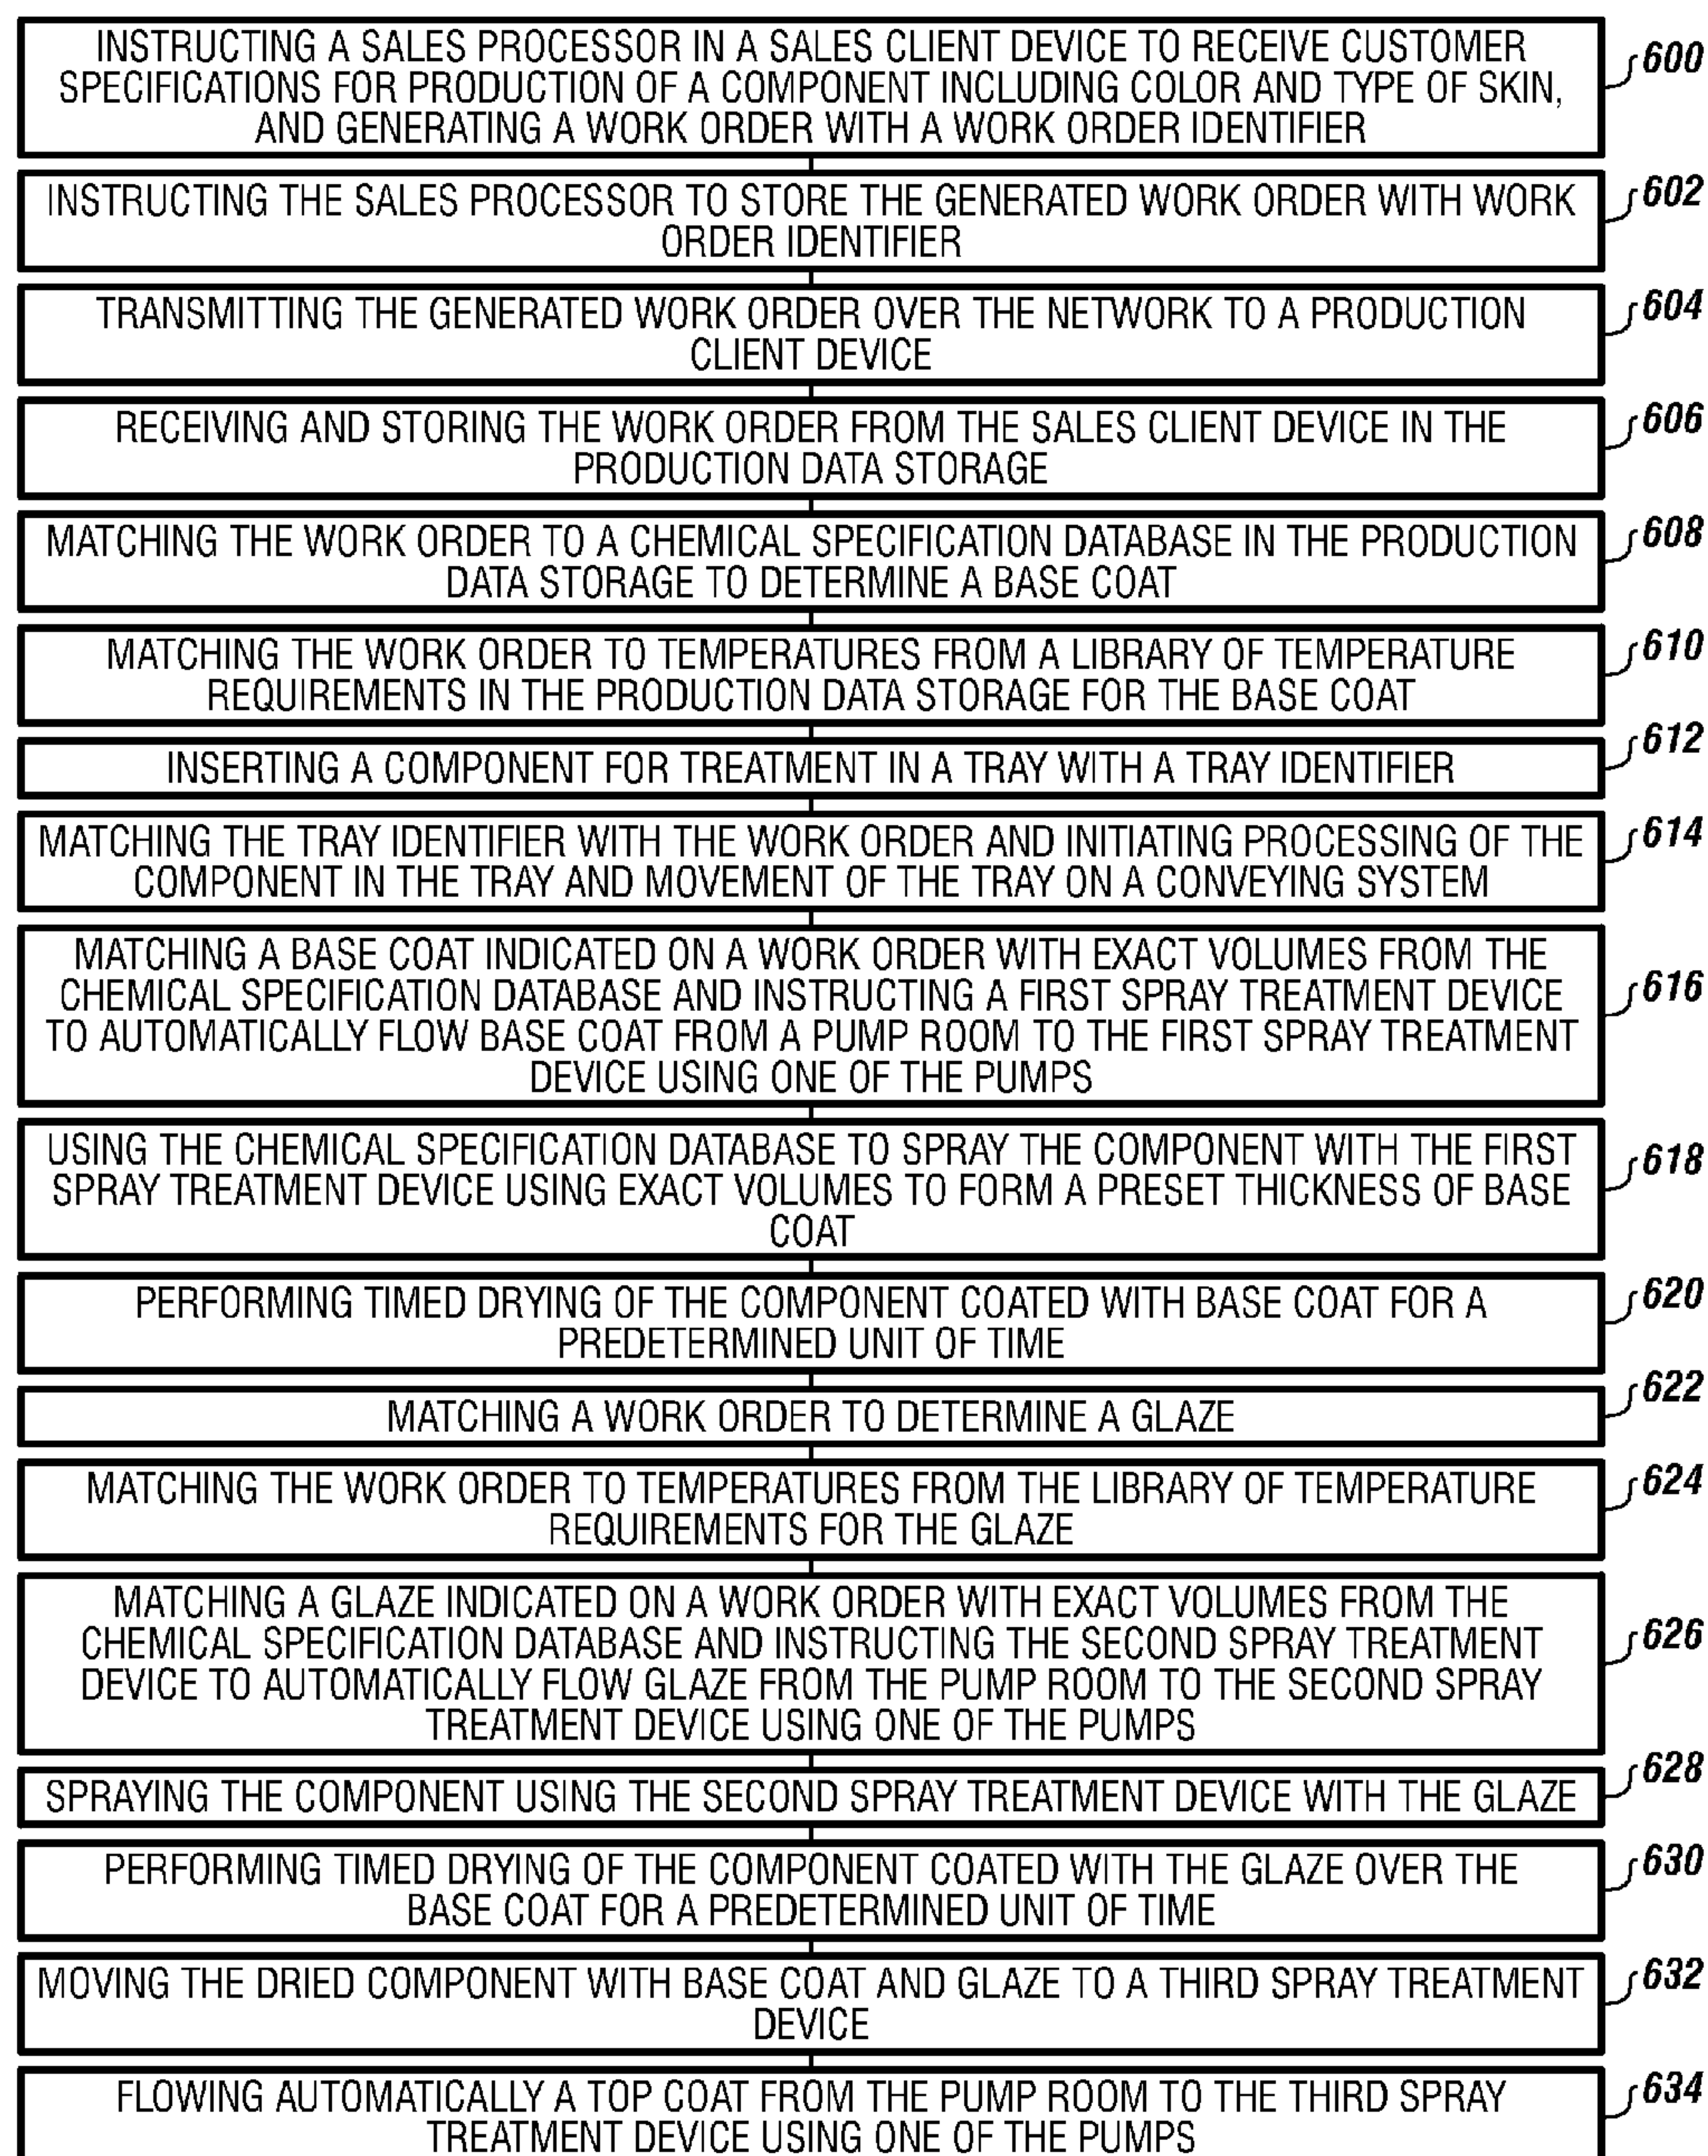 INSTRUCTING A SALES PROCESSOR IN A SALES CLIENT DEVICE TO RECEIVE CUSTOMER
SPECIFICATIONS FOR PRODUCTION OF A COMPONENT INCLUDING COLOR AND TYPE OF SKIN,
AND GENERATING A WORK ORDER WITH A WORK ORDER IDENTIFIER
600
INSTRUCTING THE SALES PROCESSOR TO STORE THE GENERATED WORK ORDER WITH WORK
ORDER IDENTIFIER
602
TRANSMITTING THE GENERATED WORK ORDER OVER THE NETWORK TO A PRODUCTION
CLIENT DEVICE
604
RECEIVING AND STORING THE WORK ORDER FROM THE SALES CLIENT DEVICE IN THE
PRODUCTION DATA STORAGE
606
MATCHING THE WORK ORDER TO A CHEMICAL SPECIFICATION DATABASE IN THE PRODUCTION
DATA STORAGE TO DETERMINE A BASE COAT
608
MATCHING THE WORK ORDER TO TEMPERATURES FROM A LIBRARY OF TEMPERATURE
REQUIREMENTS IN THE PRODUCTION DATA STORAGE FOR THE BASE COAT
610
INSERTING A COMPONENT FOR TREATMENT IN A TRAY WITH A TRAY IDENTIFIER
612
MATCHING THE TRAY IDENTIFIER WITH THE WORK ORDER AND INITIATING PROCESSING OF THE
COMPONENT IN THE TRAY AND MOVEMENT OF THE TRAY ON A CONVEYING SYSTEM
614
MATCHING A BASE COAT INDICATED ON A WORK ORDER WITH EXACT VOLUMES FROM THE
CHEMICAL SPECIFICATION DATABASE AND INSTRUCTING A FIRST SPRAY TREATMENT DEVICE
TO AUTOMATICALLY FLOW BASE COAT FROM A PUMP ROOM TO THE FIRST SPRAY TREATMENT
DEVICE USING ONE OF THE PUMPS
616
USING THE CHEMICAL SPECIFICATION DATABASE TO SPRAY THE COMPONENT WITH THE FIRST
SPRAY TREATMENT DEVICE USING EXACT VOLUMES TO FORM A PRESET THICKNESS OF BASE
COAT
618
PERFORMING TIMED DRYING OF THE COMPONENT COATED WITH BASE COAT FOR A
PREDETERMINED UNIT OF TIME
620
MATCHING A WORK ORDER TO DETERMINE A GLAZE
622
MATCHING THE WORK ORDER TO TEMPERATURES FROM THE LIBRARY OF TEMPERATURE
REQUIREMENTS FOR THE GLAZE
624
MATCHING A GLAZE INDICATED ON A WORK ORDER WITH EXACT VOLUMES FROM THE
CHEMICAL SPECIFICATION DATABASE AND INSTRUCTING THE SECOND SPRAY TREATMENT
DEVICE TO AUTOMATICALLY FLOW GLAZE FROM THE PUMP ROOM TO THE SECOND SPRAY
TREATMENT DEVICE USING ONE OF THE PUMPS
626
SPRAYING THE COMPONENT USING THE SECOND SPRAY TREATMENT DEVICE WITH THE GLAZE
628
PERFORMING TIMED DRYING OF THE COMPONENT COATED WITH THE GLAZE OVER THE
BASE COAT FOR A PREDETERMINED UNIT OF TIME
630
MOVING THE DRIED COMPONENT WITH BASE COAT AND GLAZE TO A THIRD SPRAY TREATMENT
DEVICE
632
FLOWING AUTOMATICALLY A TOP COAT FROM THE PUMP ROOM TO THE THIRD SPRAY
TREATMENT DEVICE USING ONE OF THE PUMPS
634